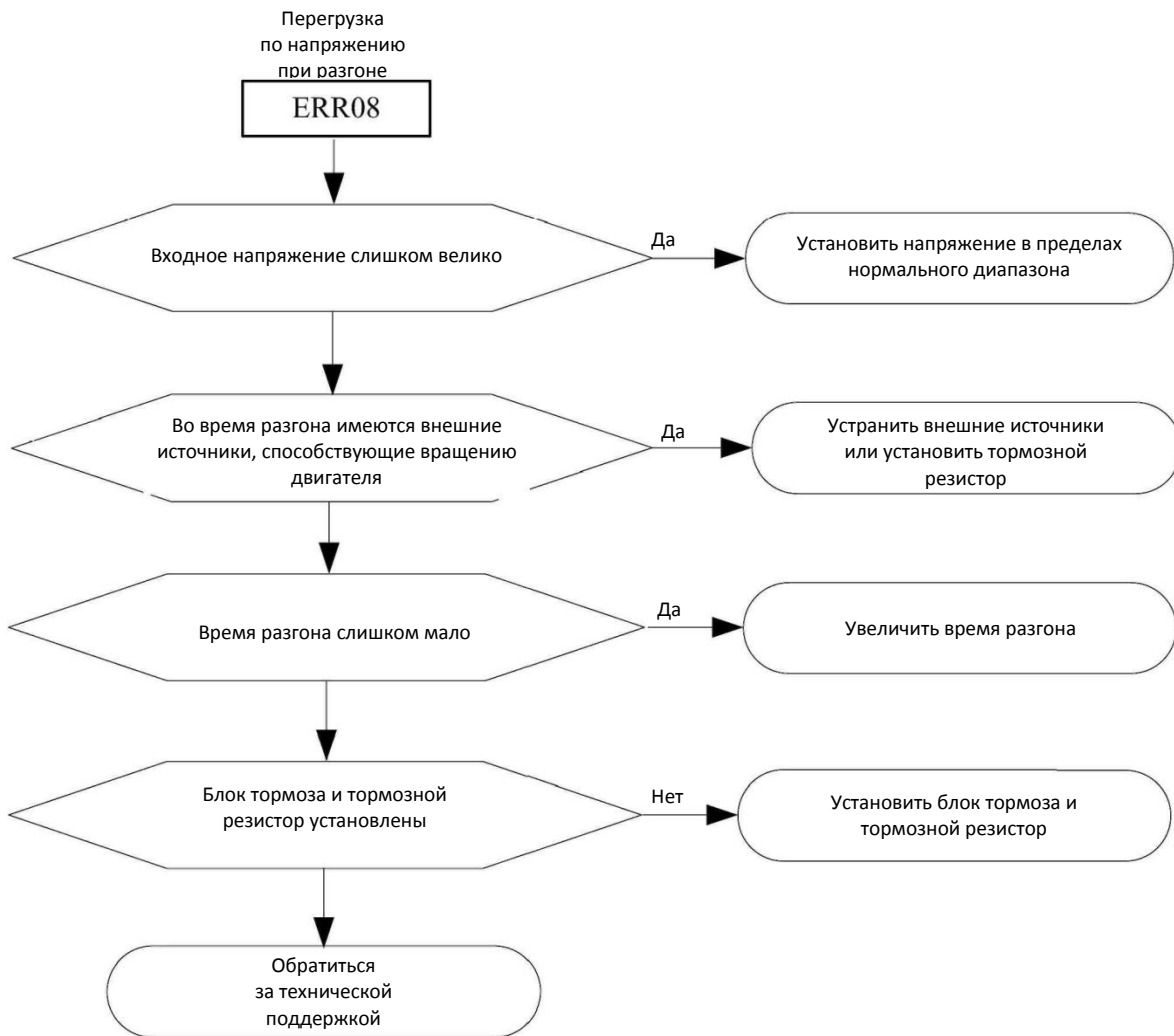 Перегрузка
по напряжению
при разгоне
ERR08
Входное напряжение слишком велико
Да
Установить напряжение в пределах
нормального диапазона
Во время разгона имеются внешние
источники, способствующие вращению
двигателя
Да
Устранить внешние источники
или установить тормозной
резистор
Время разгона слишком мало
Да
Увеличить время разгона
Блок тормоза и тормозной
резистор установлены
Нет
Установить блок тормоза и
тормозной резистор
Обратиться
за технической
поддержкой